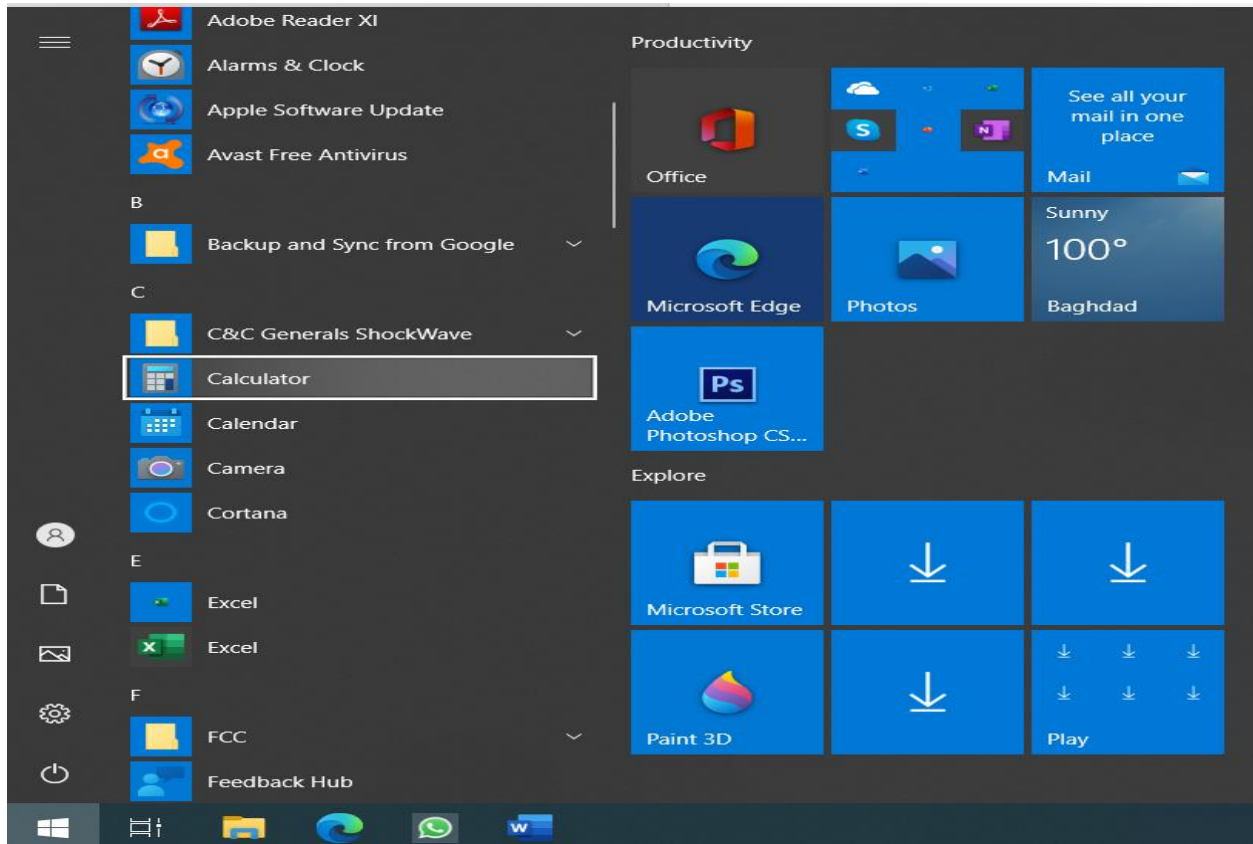 Adobe Reader XI
Alarms & Clock
Apple Software Update
Avast Free Antivirus
B
Backup and Sync from Google
C
C&C Generals ShockWave
Calculator
Calendar
Camera
Cortana
E
Excel
Excel
F
FCC
Feedback Hub
Productivity
Office
S
N
See all your
mail in one
place
Mail
Microsoft Edge
Photos
Sunny
100°
Baghdad
Ps
Adobe
Photoshop CS...
Explore
Microsoft Store
Paint 3D
Play
X
a
W